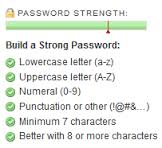 PASSWORD STRENGTH:
Build a Strong Password:
Lowercase letter (a-z)
Uppercase letter (A-Z)
Numeral (0-9)
Punctuation or other (!@#&...)
Minimum 7 characters
Better with 8 or more characters